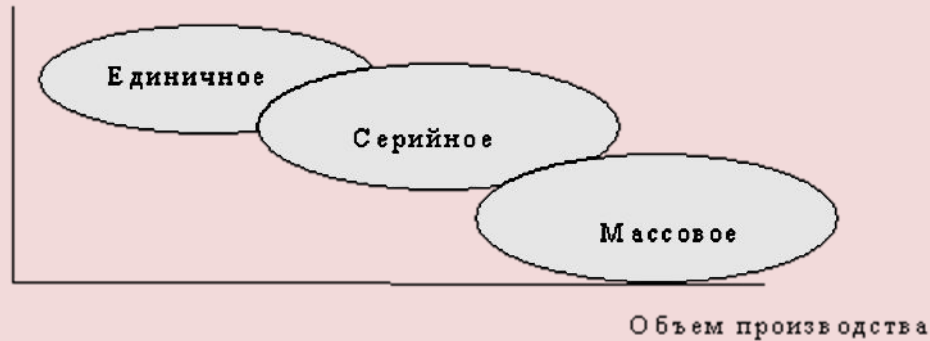 Единичное
Серийное
Массовое
Объем производства